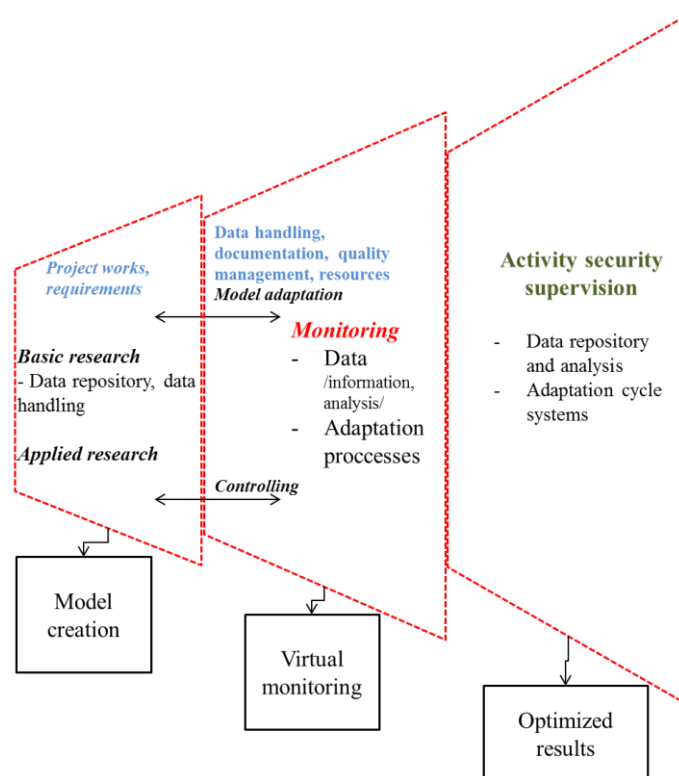 Project works,
requirements
Basic research
- Data repository, data
handling
Applied research
Data handling,
documentation, quality
management, resources
Model adaptation
Monitoring
- Data
/information,
analysis/
- Adaptation
proccesses
Controlling
Activity security
supervision
- Data repository
and analysis
- Adaptation cycle
systems
Model
creation
Virtual
monitoring
Optimized
results